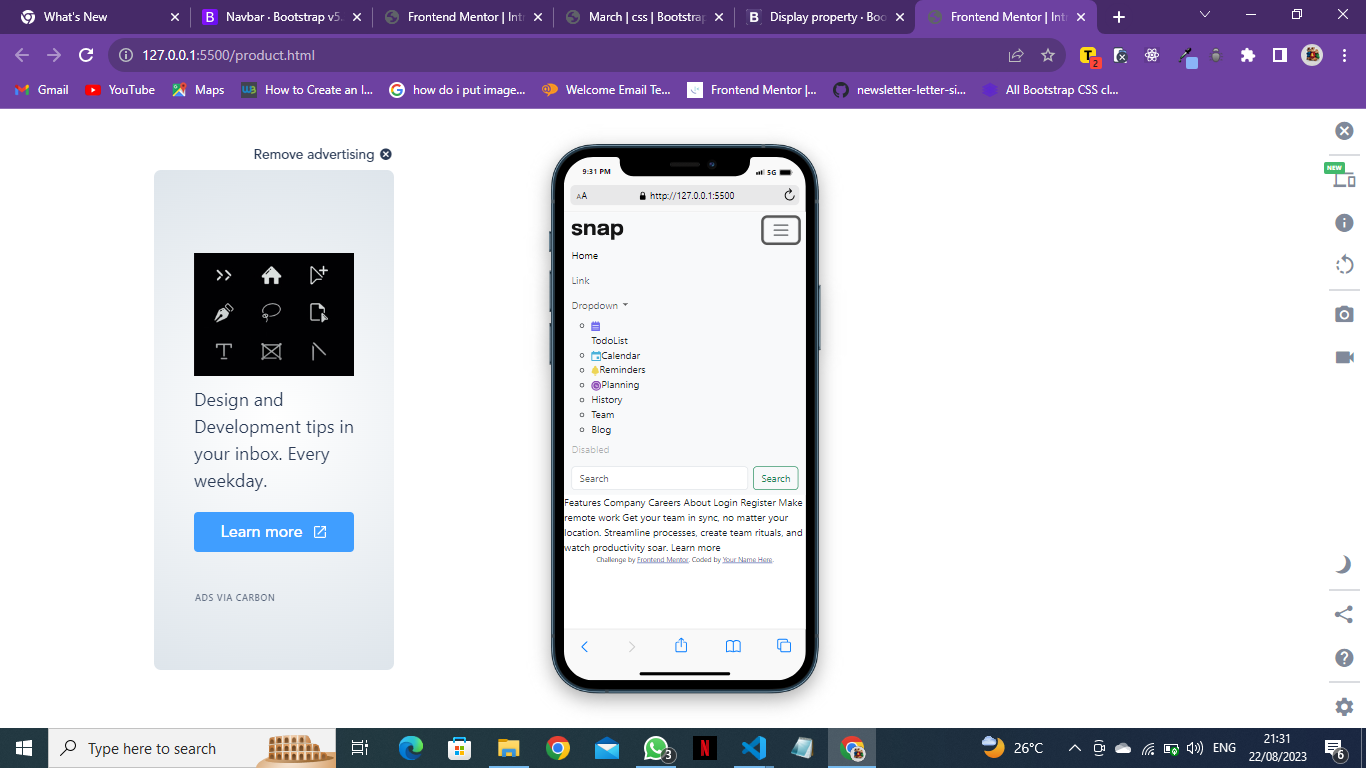 What's New
Navbar · Bootstrap v5.
Frontend Mentor | Int
March | css | Bootstrap
Display property · Boo
Frontend Mentor | Int
127.0.0.1:5500/product.html
2
Gmail
YouTube
Maps
How to Create an I...
how do i put image...
Welcome Email Te...
Frontend Mentor |...
newsletter-letter-si...
All Bootstrap CSS cl...
Remove advertising
Design and
Development tips in
your inbox. Every
weekday.
Learn more
ADS VIA CARBON
9:31 PM
5G
AA
http://127.0.0.1:5500
snap
Home
Link
Dropdown
TodoList
Calendar
Reminders
Planning
History
Team
Blog
Disabled
Search
Search
Features Company Careers About Login Register Make
remote work Get your team in sync, no matter your
location. Streamline processes, create team rituals, and
watch productivity soar. Learn more
Challenge by Frontend Mentor. Coded by Your Name Here.
NEW
Type here to search
3
26°C
ENG
21:31
22/08/2023
6